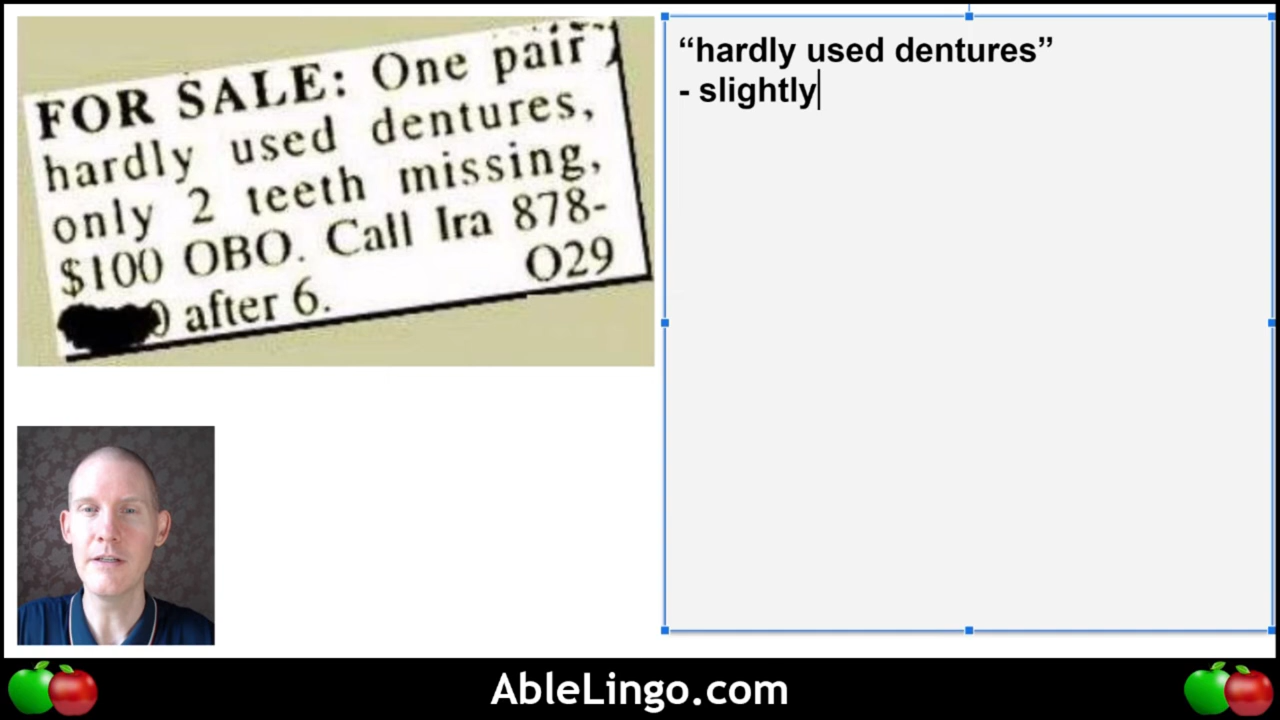 FOR SALE: One pair
hardly used dentures,
only 2 teeth missing,
$100 OBO. Call Ira 878-
O29
0 after 6.
“hardly used dentures”
- slightly
AbleLingo.com